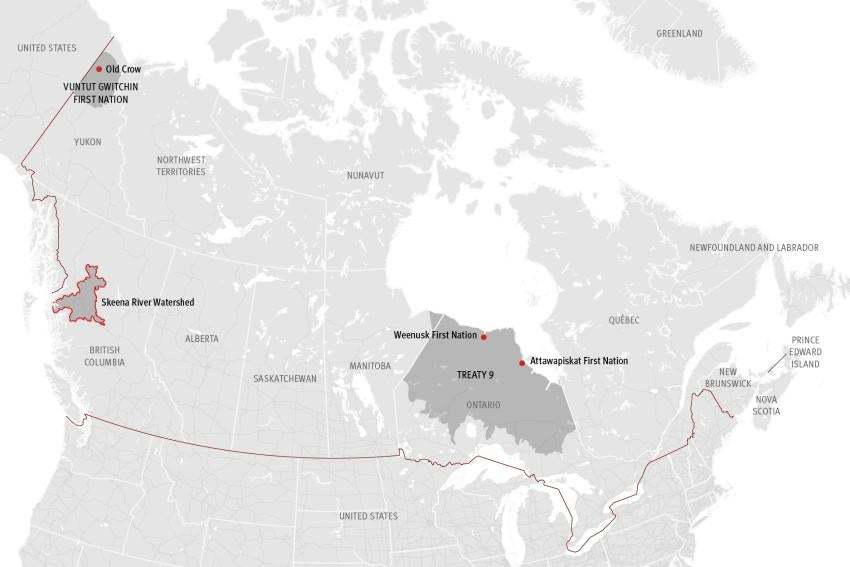 GREENLAND
UNITED STATES
Old Crow
VUNTUT GWITCHIN
FIRST NATION
YUKON
NORTHWEST
TERRITORIES
NUNAVUT
NEWFOUNDLAND AND LABRADOR
Skeena River Watershed
BRITISH
COLUMBIA
ALBERTA
SASKATCHEWAN
MANITOBA
Weenusk First Nation
Attawapiskat First Nation
TREATY 9
ONTARIO
QUÉBEC
PRINCE
EDWARD
ISLAND
NEW
BRUNSWICK
NOVA
SCOTIA
UNITED STATES